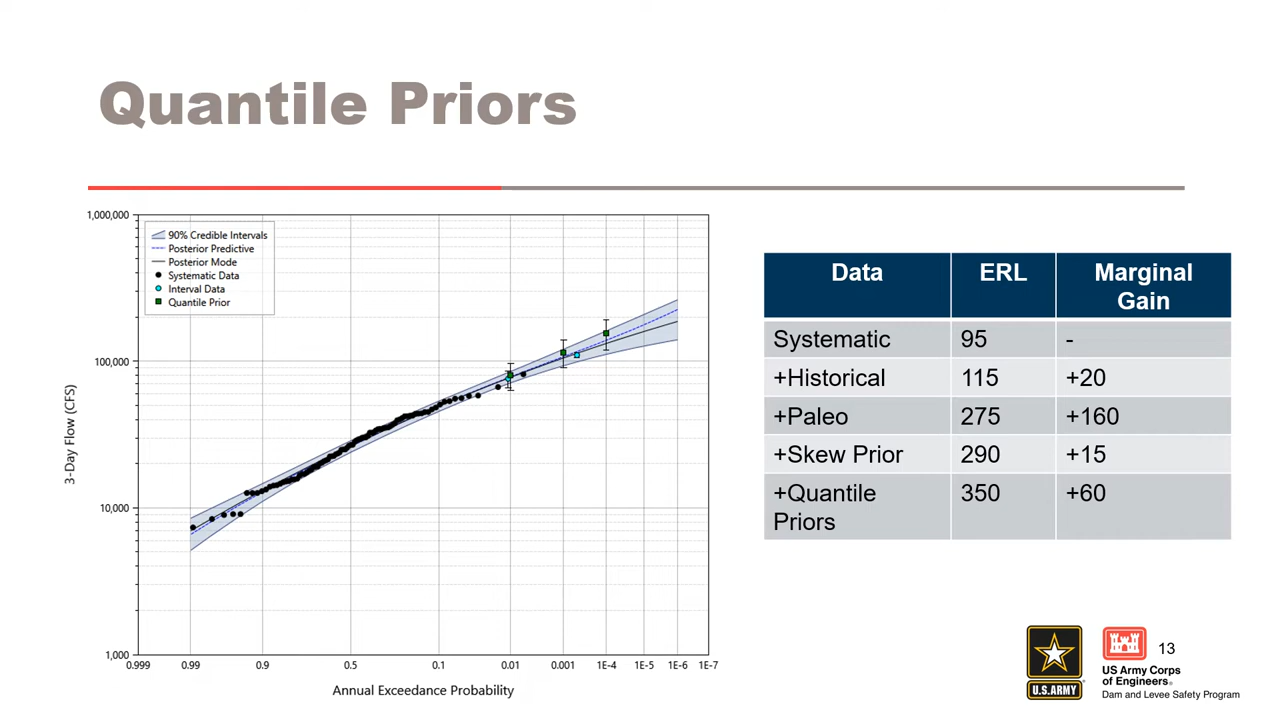 Quantile Priors
1,000,000
100,000
10,000
1,000
3-Day Flow (CFS)
90% Credible Intervals
Posterior Predictive
Posterior Mode
Systematic Data
Interval Data
Quantile Prior
0.999 0.99 0.9 0.5 0.1 0.01 0.001 1E-4 1E-5 1E-6 1E-7
Annual Exceedance Probability
Data ERL Marginal
Gain
Systematic 95 -
+Historical 115 +20
+Paleo 275 +160
+Skew Prior 290 +15
+Quantile 350 +60
Priors
U.S.ARMY
US Army Corps
of Engineers®
Dam and Levee Safety Program
13